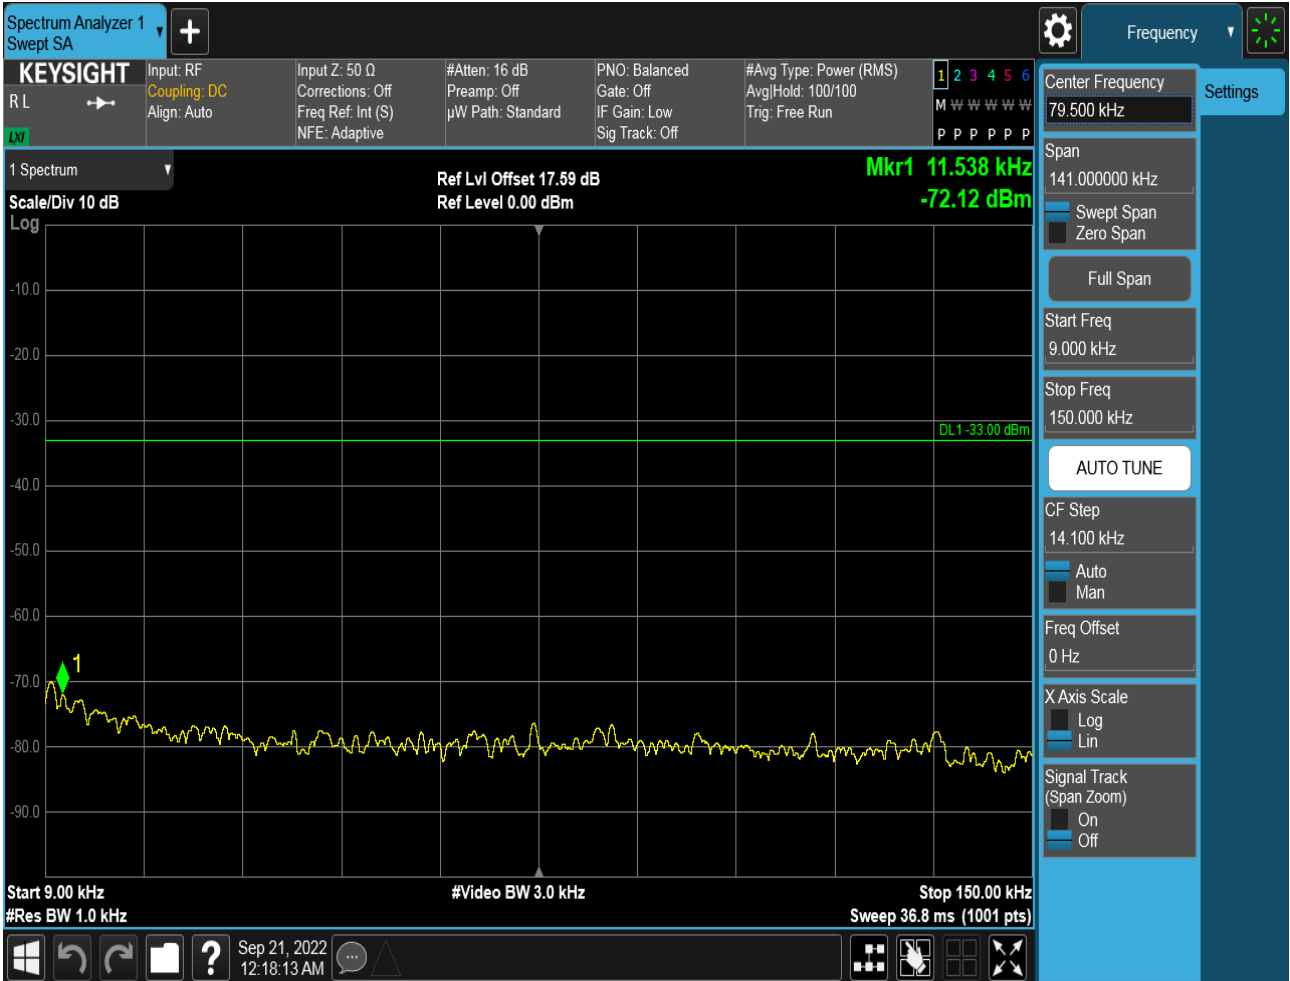 Spectrum Analyzer 1
Swept SA
Frequency
KEYSIGHT
R L
LXI
Input: RF
Coupling: DC
Align: Auto
Input Z: 50 Ω
Corrections: Off
Freq Ref: Int (S)
NFE: Adaptive
#Atten: 16 dB
Preamp: Off
µW Path: Standard
PNO: Balanced
Gate: Off
IF Gain: Low
Sig Track: Off
#Avg Type: Power (RMS)
Avg|Hold: 100/100
Trig: Free Run
1 2 3 4 5 6
M W W W W W
P P P P P P
1 Spectrum
Scale/Div 10 dB
Log
Ref Lvl Offset 17.59 dB
Ref Level 0.00 dBm
Mkr1 11.538 kHz
-72.12 dBm
-10.0
-20.0
-30.0
DL1 -33.00 dBm
-40.0
-50.0
-60.0
1
-70.0
-80.0
-90.0
Start 9.00 kHz
#Video BW 3.0 kHz
Stop 150.00 kHz
#Res BW 1.0 kHz
Sweep 36.8 ms (1001 pts)
Center Frequency
79.500 kHz
Settings
Span
141.000000 kHz
Swept Span
Zero Span
Full Span
Start Freq
9.000 kHz
Stop Freq
150.000 kHz
AUTO TUNE
CF Step
14.100 kHz
Auto
Man
Freq Offset
0 Hz
X Axis Scale
Log
Lin
Signal Track
(Span Zoom)
On
Off
?
Sep 21, 2022
12:18:13 AM